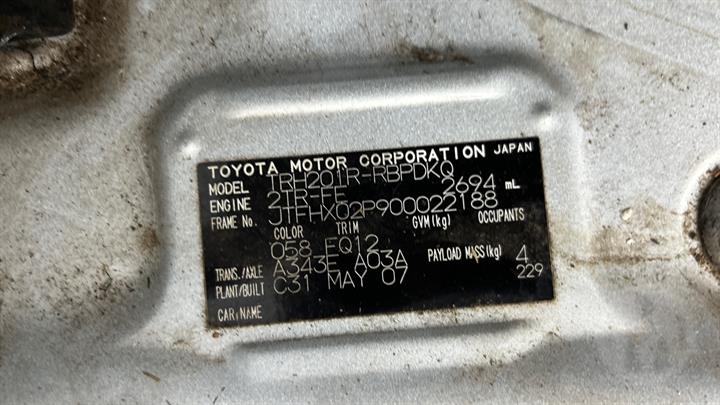 TOYOTA MOTOR CORPORATION JAPAN
MODEL TRH201R-RBPDKQ
ENGINE 2TR-FE 2694 mL
FRAME No. JTFHX02P900022188
COLOR TRIM GVM(kg) OCCUPANTS
058 FQ12 4
TRANS./AXLE A343E A03A PAYLOAD MASS(kg) 229
PLANT/BUILT C31 MAY 07
CAR NAME